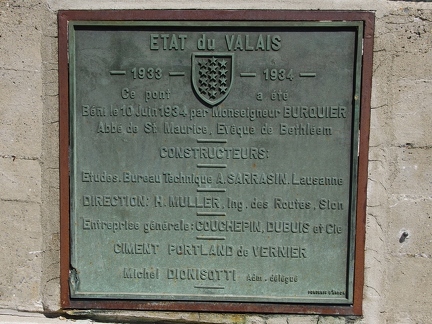 ETAT du VALAIS
1933 1934
Ce pont a été
Béni le 10 Juin 1934 par Monseigneur BURQUIER
Abbé de St. Maurice, Evêque de Bethléem
CONSTRUCTEURS:
Etudes. Bureau Technique A. SARRASIN. Lausanne
DIRECTION: H. MULLER. Ing. des Routes. Sion
Entreprise générale: COUCHEPIN, DUBUIS et Cie
CIMENT PORTLAND de VERNIER
Michel DIONISOTTI Adm. délégué